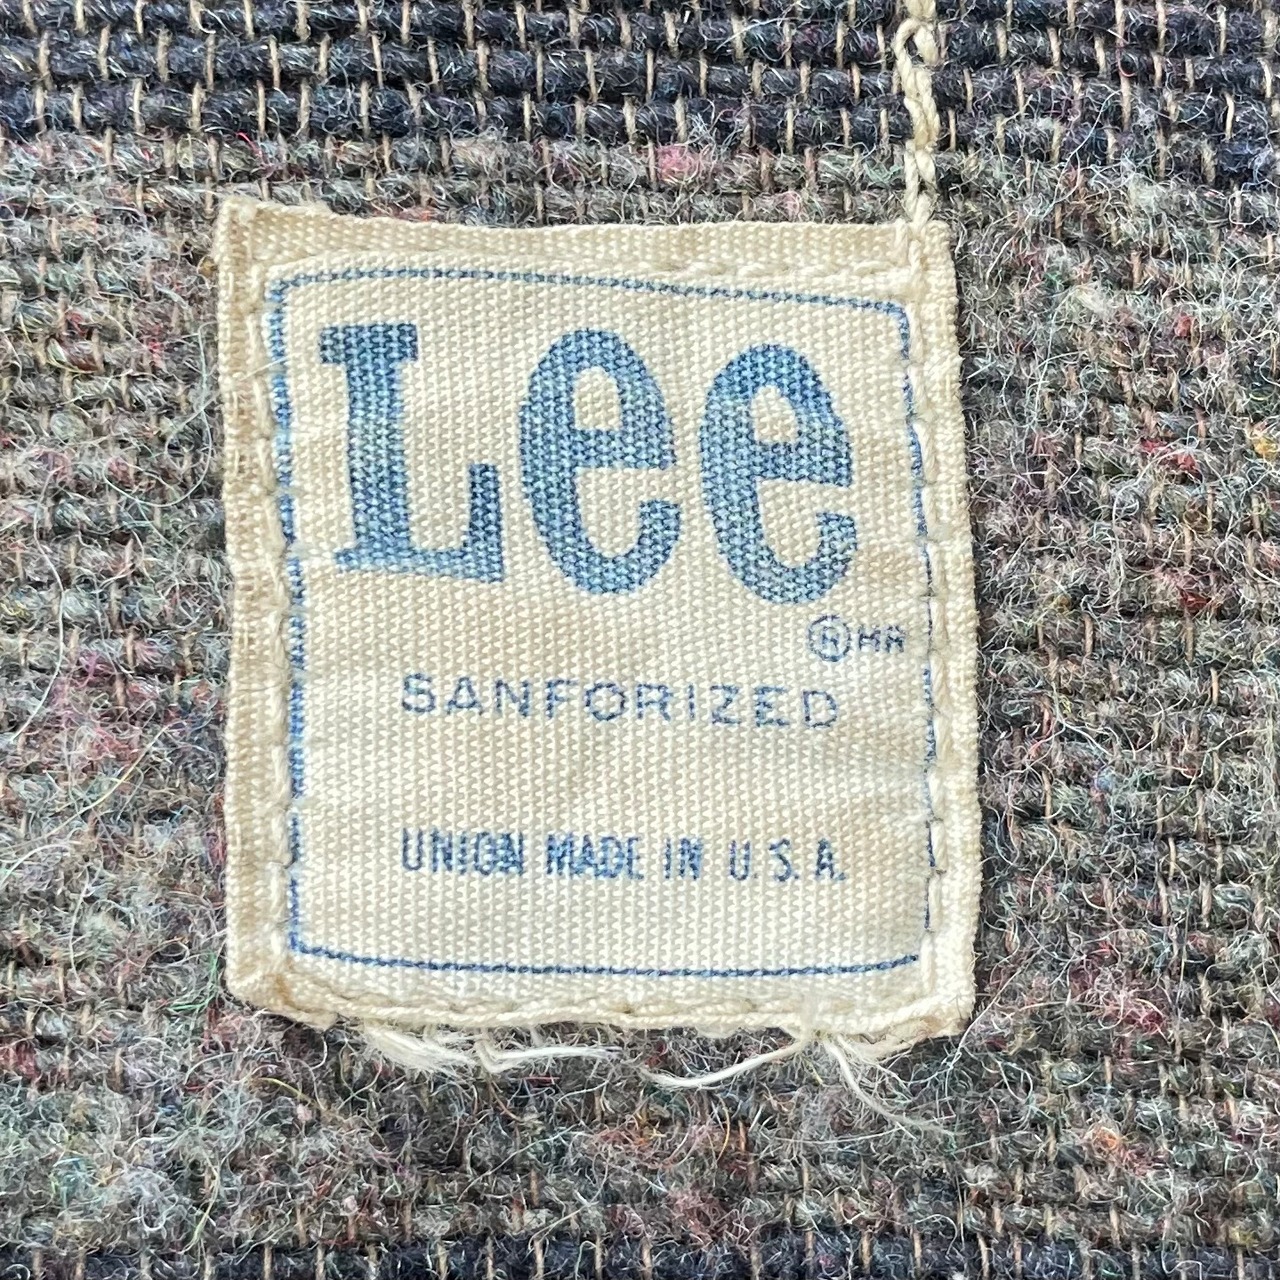 Lee
® MR
SANFORIZED
UNION MADE IN U.S.A.